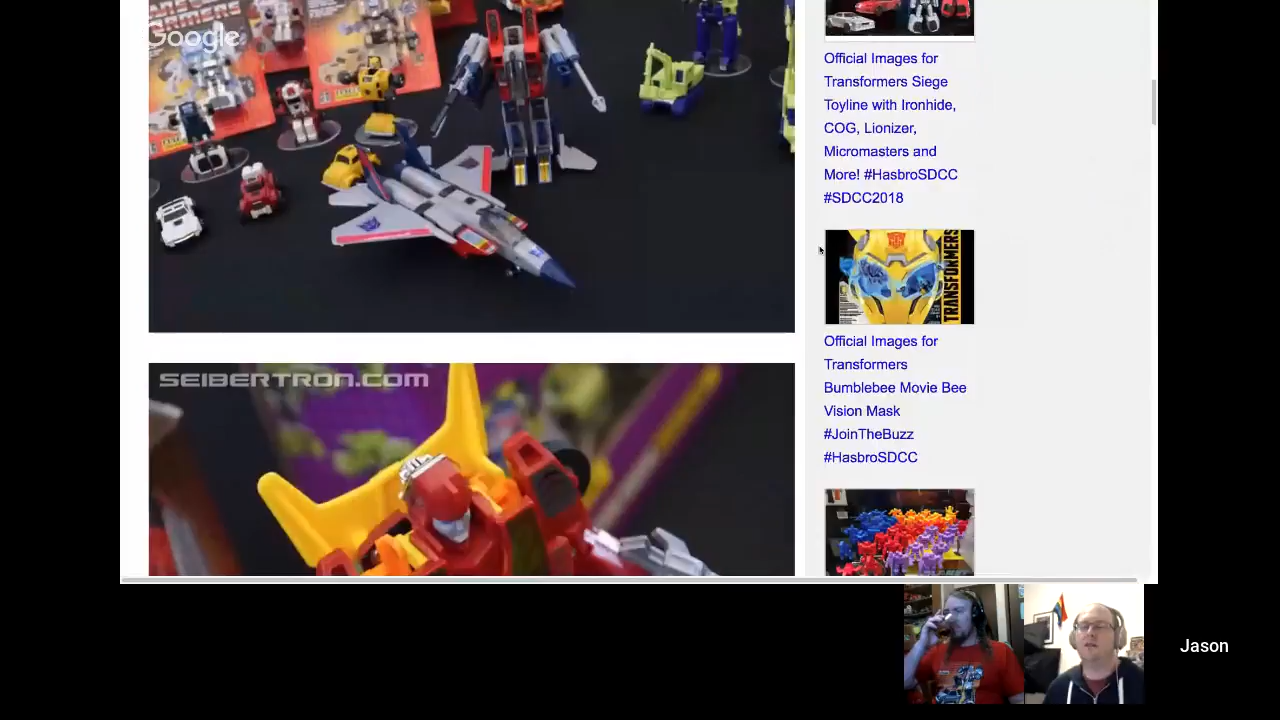 TRANSFORMERS
Google
Official Images for
Transformers Siege
Toyline with Ironhide,
COG, Lionizer,
Micromasters and
More! #HasbroSDCC
#SDCC2018
TRANSFORMERS
Official Images for
Transformers
Bumblebee Movie Bee
Vision Mask
#JoinTheBuzz
#HasbroSDCC
SEIBERTRON.COM
Jason